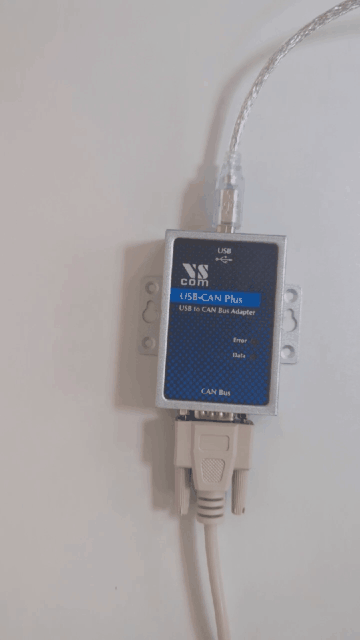 USB
VS
com
USB-CAN Plus
USB to CAN Bus Adapter
Error
Data
CAN Bus